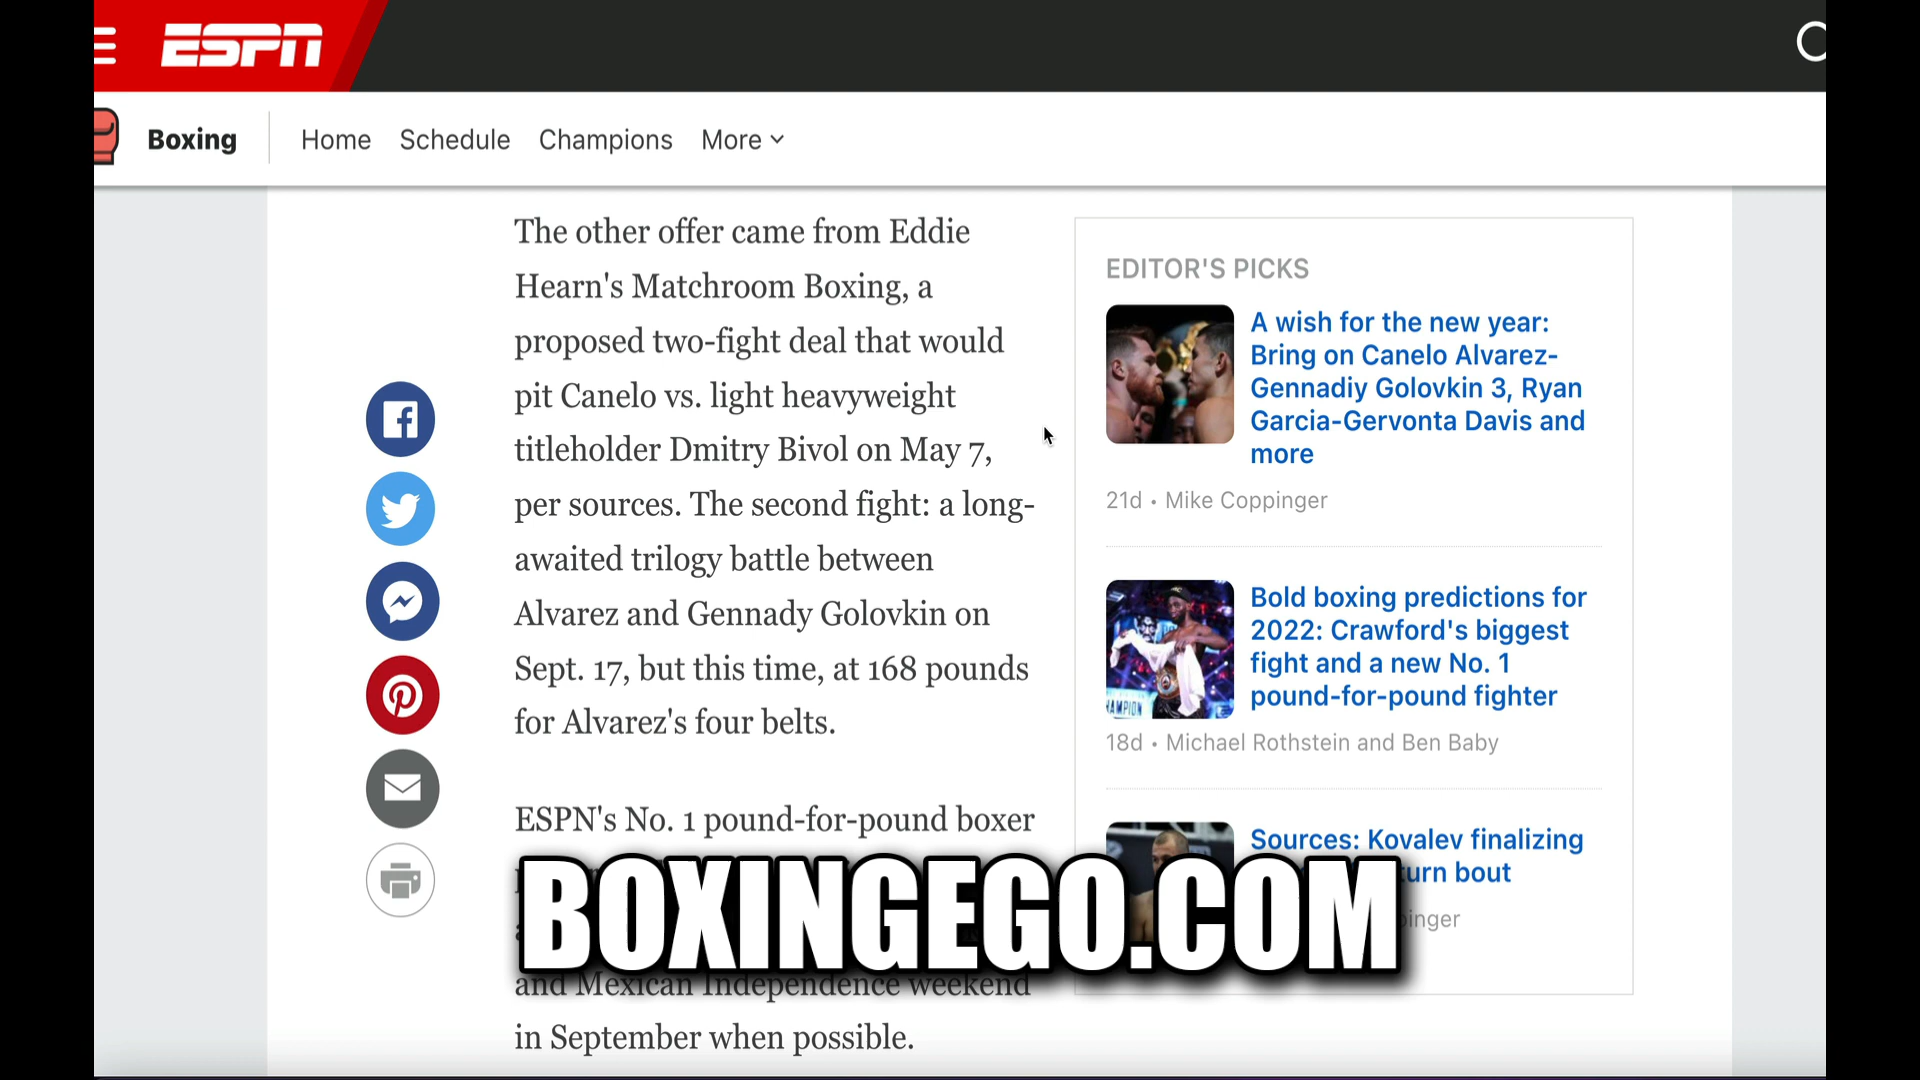 ESPN
Boxing
Home
Schedule
Champions
More
The other offer came from Eddie
Hearn's Matchroom Boxing, a
proposed two-fight deal that would
pit Canelo vs. light heavyweight
titleholder Dmitry Bivol on May 7,
per sources. The second fight: a long-
awaited trilogy battle between
Alvarez and Gennady Golovkin on
Sept. 17, but this time, at 168 pounds
for Alvarez's four belts.
ESPN's No. 1 pound-for-pound boxer
and Mexican Independence weekend
in September when possible.
EDITOR'S PICKS
A wish for the new year:
Bring on Canelo Alvarez-
Gennadiy Golovkin 3, Ryan
Garcia-Gervonta Davis and
more
21d • Mike Coppinger
Bold boxing predictions for
2022: Crawford's biggest
fight and a new No. 1
pound-for-pound fighter
18d • Michael Rothstein and Ben Baby
Sources: Kovalev finalizing
bout
BOXINGEGO.COM